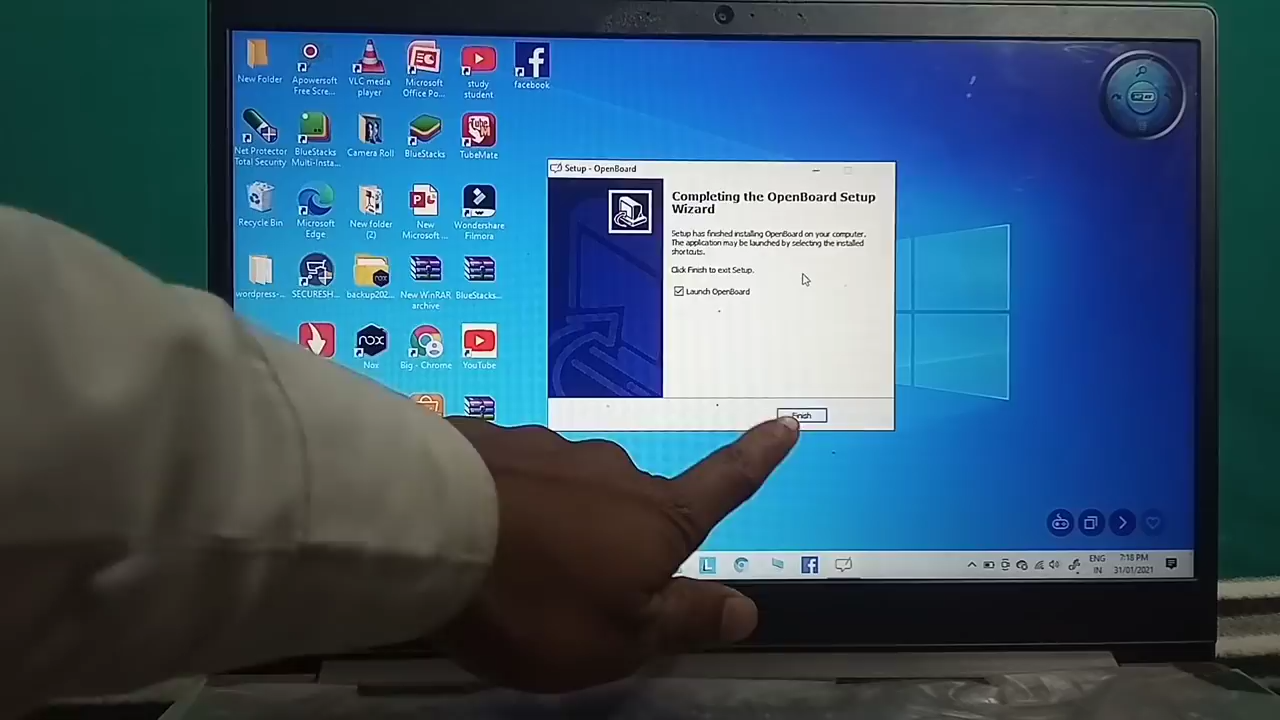 New Folder
Apowersoft
Free Scre...
VLC media
player
Microsoft
Office Po...
study
student
facebook
Net Protector
Total Security
BlueStacks
Multi-Insta...
Camera Roll
BlueStacks
TubeMate
Recycle Bin
Microsoft
Edge
New folder
(2)
New
Microsoft ...
Wondershare
Filmora
wordpress-...
SECURESH...
backup202...
New WinRAR
archive
BlueStacks...
Nox
Big - Chrome
YouTube
Setup - OpenBoard
Completing the OpenBoard Setup
Wizard
Setup has finished installing OpenBoard on your computer.
The application may be launched by selecting the installed
shortcuts.
Click Finish to exit Setup.
Launch OpenBoard
Finish
ENG
IN
7:18 PM
31/01/2021